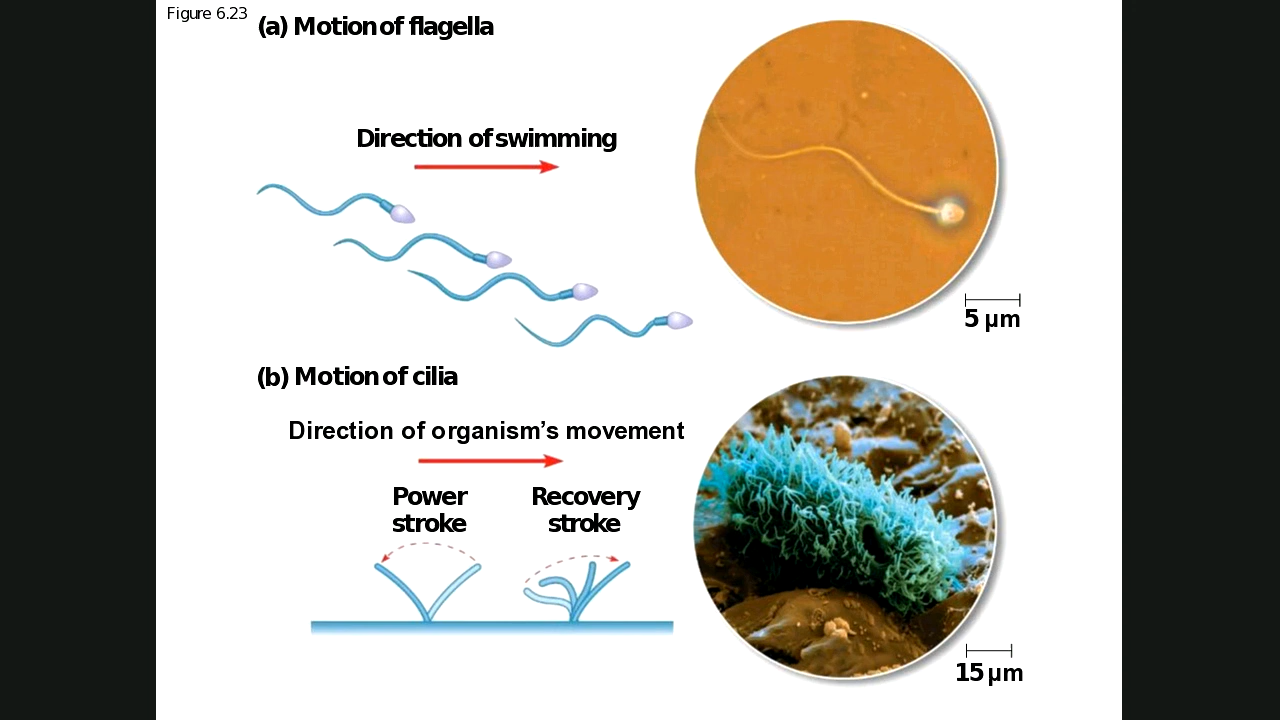 Figure 6.23
(a) Motion of flagella
Direction of swimming
5 μm
(b) Motion of cilia
Direction of organism’s movement
Power
stroke
Recovery
stroke
15 μm